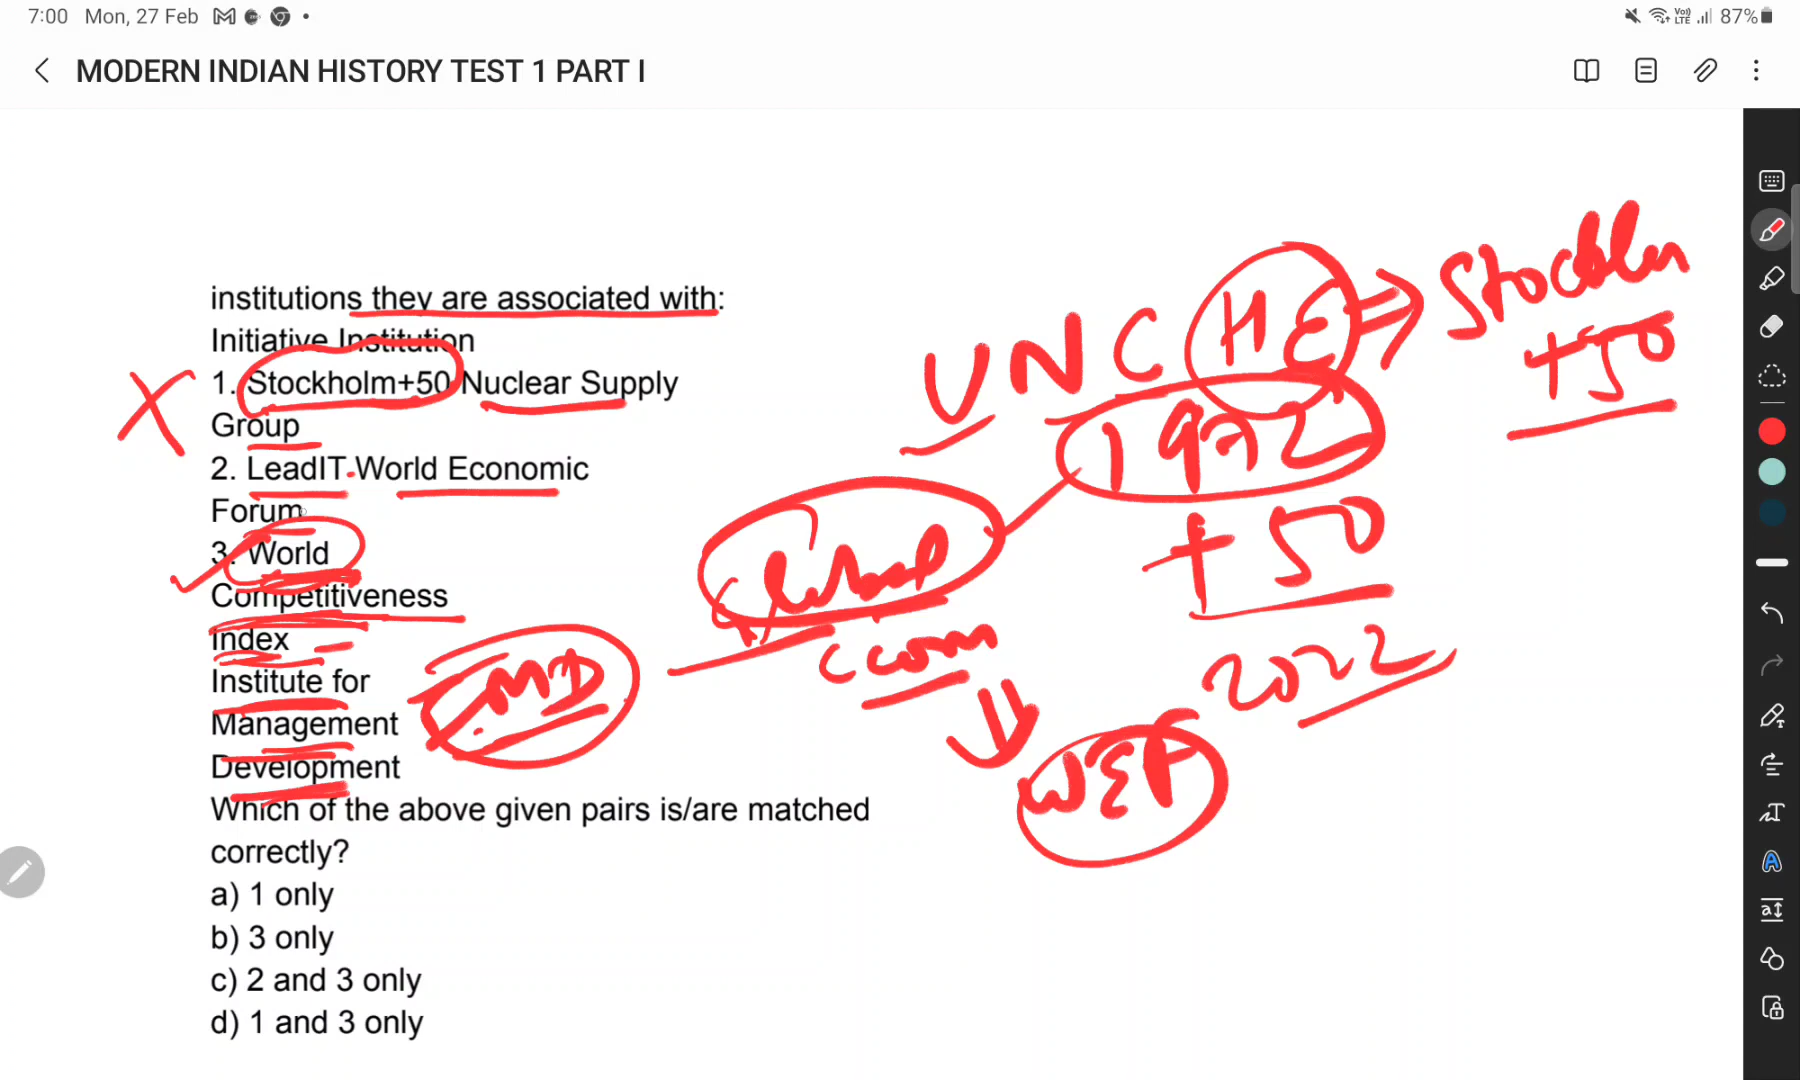 7:00 Mon, 27 Feb
Vo)) LTE 87%
MODERN INDIAN HISTORY TEST 1 PART I
institutions they are associated with:
Initiative Institution
1. Stockholm+50 Nuclear Supply
Group
2. LeadIT-World Economic
Forum
3. World
Competitiveness
Index
Institute for
Management
Development
Which of the above given pairs is/are matched
correctly?
a) 1 only
b) 3 only
c) 2 and 3 only
d) 1 and 3 only
UNCHE ⇒ Stockhlm
+50
1972
+50
2022
IMD
WEF